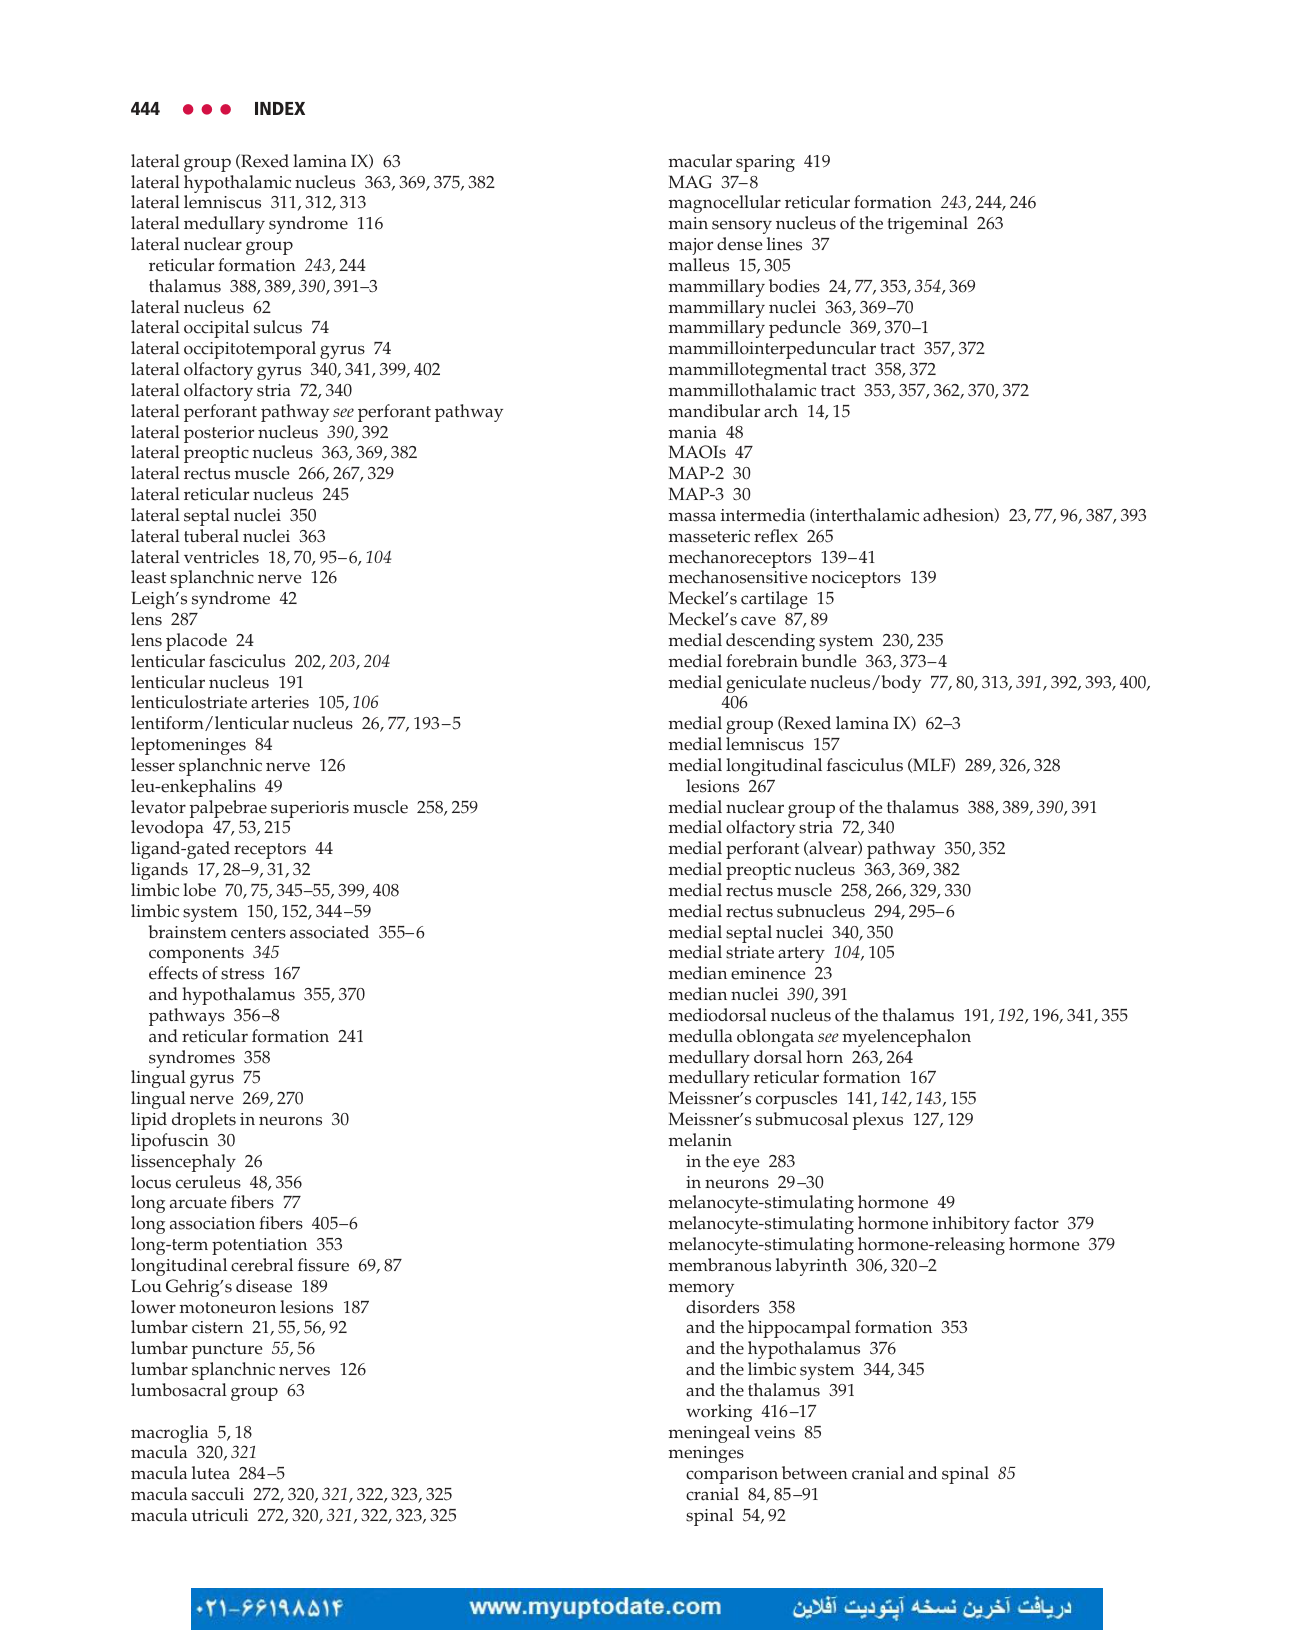 444 ● ● ● INDEX
lateral group (Rexed lamina IX) 63
lateral hypothalamic nucleus 363, 369, 375, 382
lateral lemniscus 311, 312, 313
lateral medullary syndrome 116
lateral nuclear group
reticular formation 243, 244
thalamus 388, 389, 390, 391–3
lateral nucleus 62
lateral occipital sulcus 74
lateral occipitotemporal gyrus 74
lateral olfactory gyrus 340, 341, 399, 402
lateral olfactory stria 72, 340
lateral perforant pathway see perforant pathway
lateral posterior nucleus 390, 392
lateral preoptic nucleus 363, 369, 382
lateral rectus muscle 266, 267, 329
lateral reticular nucleus 245
lateral septal nuclei 350
lateral tuberal nuclei 363
lateral ventricles 18, 70, 95–6, 104
least splanchnic nerve 126
Leigh’s syndrome 42
lens 287
lens placode 24
lenticular fasciculus 202, 203, 204
lenticular nucleus 191
lenticulostriate arteries 105, 106
lentiform/lenticular nucleus 26, 77, 193–5
leptomeninges 84
lesser splanchnic nerve 126
leu-enkephalins 49
levator palpebrae superioris muscle 258, 259
levodopa 47, 53, 215
ligand-gated receptors 44
ligands 17, 28–9, 31, 32
limbic lobe 70, 75, 345–55, 399, 408
limbic system 150, 152, 344–59
brainstem centers associated 355–6
components 345
effects of stress 167
and hypothalamus 355, 370
pathways 356–8
and reticular formation 241
syndromes 358
lingual gyrus 75
lingual nerve 269, 270
lipid droplets in neurons 30
lipofuscin 30
lissencephaly 26
locus ceruleus 48, 356
long arcuate fibers 77
long association fibers 405–6
long-term potentiation 353
longitudinal cerebral fissure 69, 87
Lou Gehrig’s disease 189
lower motoneuron lesions 187
lumbar cistern 21, 55, 56, 92
lumbar puncture 55, 56
lumbar splanchnic nerves 126
lumbosacral group 63
macroglia 5, 18
macula 320, 321
macula lutea 284–5
macula sacculi 272, 320, 321, 322, 323, 325
macula utriculi 272, 320, 321, 322, 323, 325
macular sparing 419
MAG 37–8
magnocellular reticular formation 243, 244, 246
main sensory nucleus of the trigeminal 263
major dense lines 37
malleus 15, 305
mammillary bodies 24, 77, 353, 354, 369
mammillary nuclei 363, 369–70
mammillary peduncle 369, 370–1
mammillointerpeduncular tract 357, 372
mammillotegmental tract 358, 372
mammillothalamic tract 353, 357, 362, 370, 372
mandibular arch 14, 15
mania 48
MAOIs 47
MAP-2 30
MAP-3 30
massa intermedia (interthalamic adhesion) 23, 77, 96, 387, 393
masseteric reflex 265
mechanoreceptors 139–41
mechanosensitive nociceptors 139
Meckel’s cartilage 15
Meckel’s cave 87, 89
medial descending system 230, 235
medial forebrain bundle 363, 373–4
medial geniculate nucleus/body 77, 80, 313, 391, 392, 393, 400,
406
medial group (Rexed lamina IX) 62–3
medial lemniscus 157
medial longitudinal fasciculus (MLF) 289, 326, 328
lesions 267
medial nuclear group of the thalamus 388, 389, 390, 391
medial olfactory stria 72, 340
medial perforant (alvear) pathway 350, 352
medial preoptic nucleus 363, 369, 382
medial rectus muscle 258, 266, 329, 330
medial rectus subnucleus 294, 295–6
medial septal nuclei 340, 350
medial striate artery 104, 105
median eminence 23
median nuclei 390, 391
mediodorsal nucleus of the thalamus 191, 192, 196, 341, 355
medulla oblongata see myelencephalon
medullary dorsal horn 263, 264
medullary reticular formation 167
Meissner’s corpuscles 141, 142, 143, 155
Meissner’s submucosal plexus 127, 129
melanin
in the eye 283
in neurons 29–30
melanocyte-stimulating hormone 49
melanocyte-stimulating hormone inhibitory factor 379
melanocyte-stimulating hormone-releasing hormone 379
membranous labyrinth 306, 320–2
memory
disorders 358
and the hippocampal formation 353
and the hypothalamus 376
and the limbic system 344, 345
and the thalamus 391
working 416–17
meningeal veins 85
meninges
comparison between cranial and spinal 85
cranial 84, 85–91
spinal 54, 92
۰۲۱-۶۶۱۹۸۵۱۴ www.myuptodate.com دریافت آخرین نسخه آپتودیت آفلاین